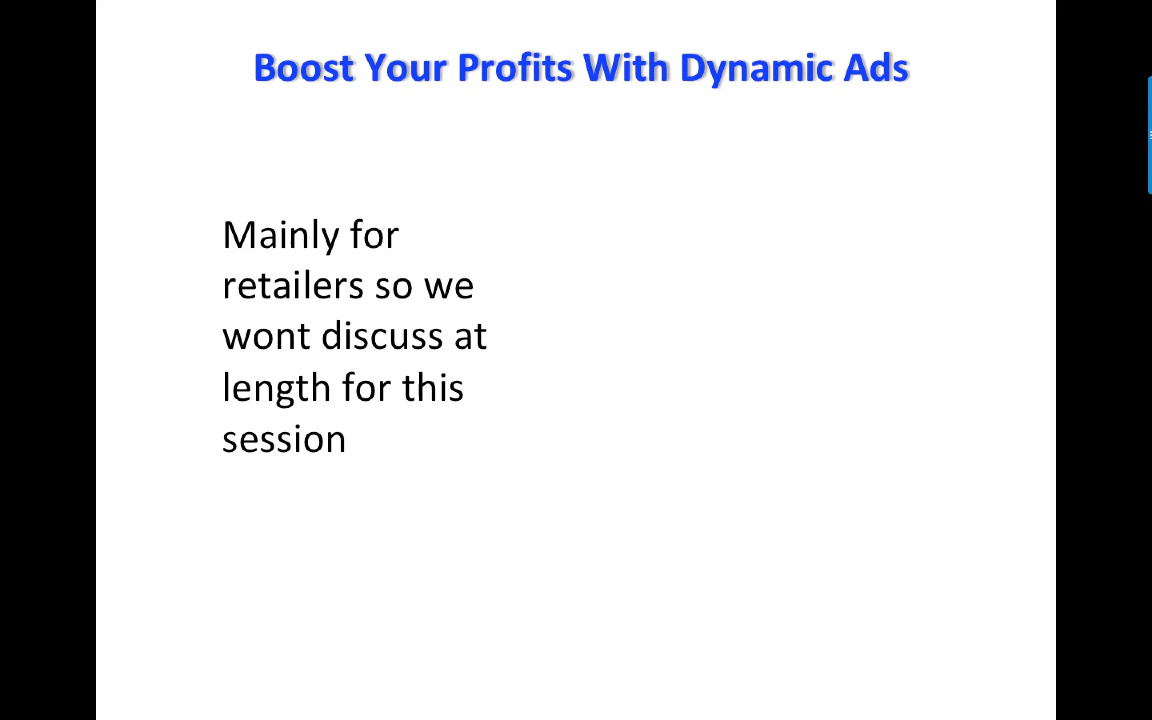 Boost Your Profits With Dynamic Ads
Mainly for
retailers so we
wont discuss at
length for this
session